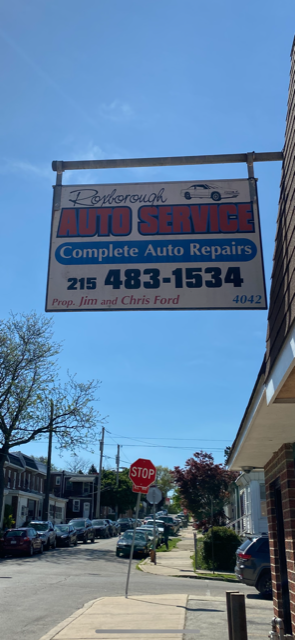 Roxborough
AUTO SERVICE
Complete Auto Repairs
215 483-1534
Prop. Jim and Chris Ford 4042
STOP